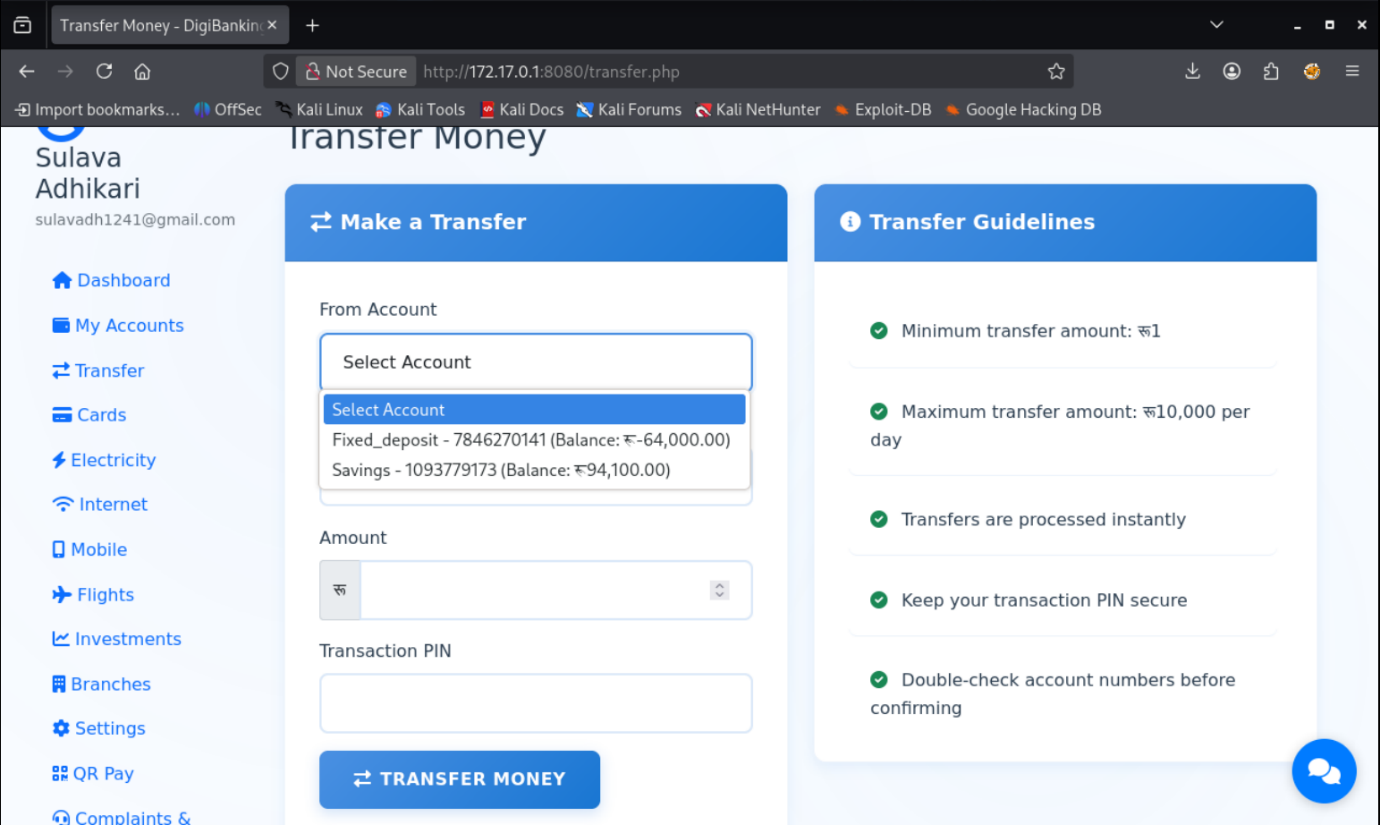 Transfer Money - DigiBanking
Not Secure http://172.17.0.1:8080/transfer.php
Import bookmarks... OffSec Kali Linux Kali Tools Kali Docs Kali Forums Kali NetHunter Exploit-DB Google Hacking DB
Sulava
Adhikari
sulavadh1241@gmail.com
Dashboard
My Accounts
Transfer
Cards
Electricity
Internet
Mobile
Flights
Investments
Branches
Settings
QR Pay
Complaints &
Transfer Money
Make a Transfer
From Account
Select Account
Select Account
Fixed_deposit - 7846270141 (Balance: रू-64,000.00)
Savings - 1093779173 (Balance: रू94,100.00)
Amount
रू
Transaction PIN
TRANSFER MONEY
Transfer Guidelines
Minimum transfer amount: रू1
Maximum transfer amount: रू10,000 per
day
Transfers are processed instantly
Keep your transaction PIN secure
Double-check account numbers before
confirming